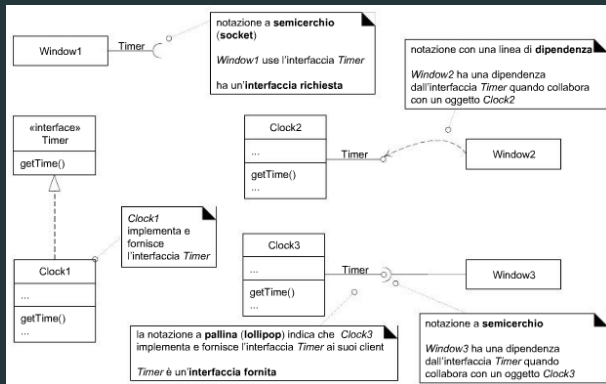 Window1
Timer
notazione a semicerchio
(socket)
Window1 use l'interfaccia Timer
ha un'interfaccia richiesta
notazione con una linea di dipendenza
Window2 ha una dipendenza
dall'interfaccia Timer quando collabora
con un oggetto Clock2
«interface»
Timer
getTime()
Clock2
...
getTime()
...
Timer
Window2
Clock1
implementa e
fornisce
l'interfaccia Timer
Clock1
...
getTime()
...
Clock3
...
getTime()
...
Timer
Window3
la notazione a pallina (lollipop) indica che Clock3
implementa e fornisce l'interfaccia Timer ai suoi client
Timer è un'interfaccia fornita
notazione a semicerchio
Window3 ha una dipendenza
dall'interfaccia Timer quando
collabora con un oggetto Clock3